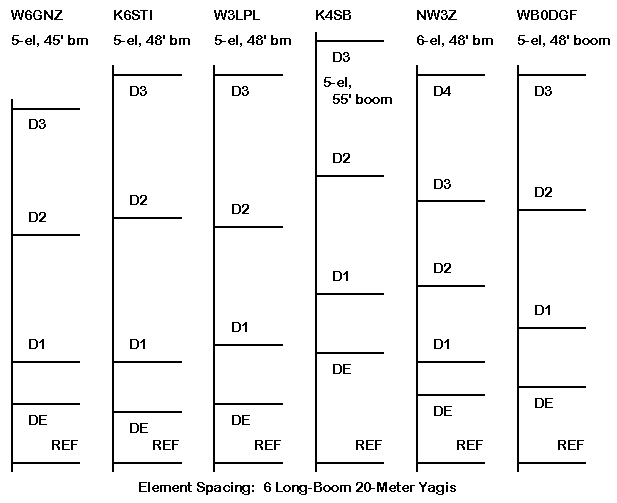 W6GNZ K6STI W3LPL K4SB NW3Z WB0DGF
5-el, 45' bm 5-el, 48' bm 5-el, 48' bm 6-el, 48' bm 5-el, 48' boom
D3
5-el,
55' boom
D3 D3 D4 D3
D3
D2
D3
D2
D2
D2
D2
D2
D1
D1
D1
D1 D1 D1
DE
DE
DE
DE DE
DE
REF REF REF REF REF REF
Element Spacing: 6 Long-Boom 20-Meter Yagis